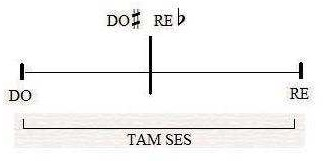 DO♯ RE♭
DO RE
TAM SES